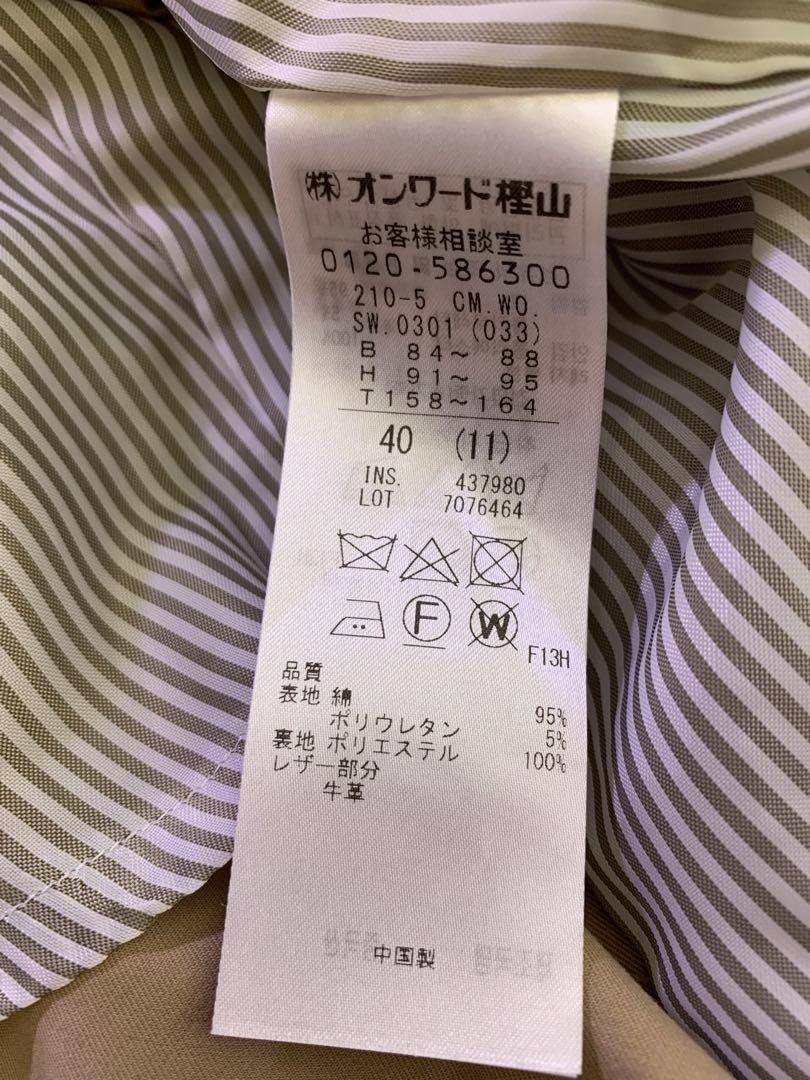 (株)オンワード樫山
お客様相談室
0120-586300
210-5 CM.WO.
SW.0301(033)
B 84～ 88
H 91～ 95
T158～164
40 (11)
INS. 437980
LOT 7076464
F W
F13H
品質
表地 綿 95%
ポリウレタン 5%
裏地 ポリエステル 100%
レザー部分
牛革
中国製